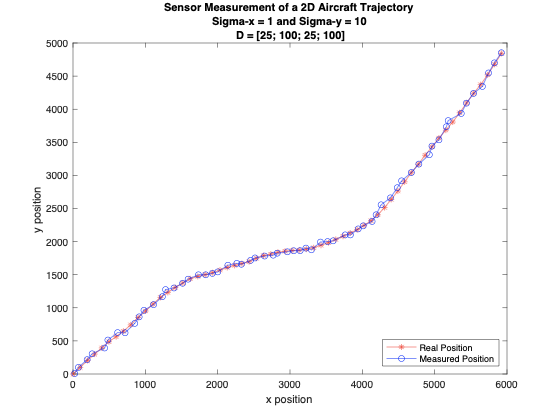 Sensor Measurement of a 2D Aircraft Trajectory
Sigma-x = 1 and Sigma-y = 10
D = [25; 100; 25; 100]
5000
4500
4000
3500
3000
2500
2000
1500
1000
500
0
y position
Real Position
Measured Position
0 1000 2000 3000 4000 5000 6000
x position